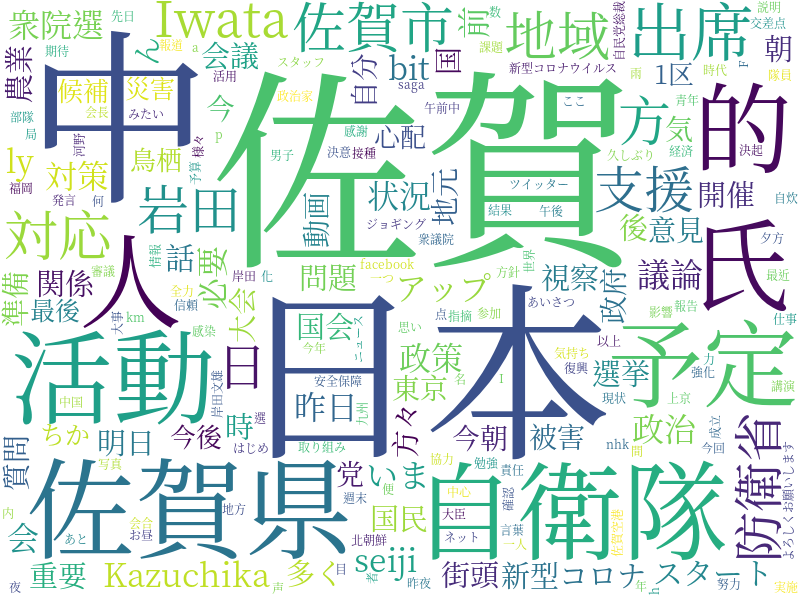 先日 a 説明 数 交差点 自民党総裁
衆院選 報道 Iwata 佐賀市 前 地域 出席 朝
期待 会議 スタッフ 課題 新型コロナウイルス 雨 時代 F 隊員
農業 中 ん 活用 自分 bit 国 1区
候補 災害 今 会長 政治家 saga 午前中 ここ 青年
部隊 局 みたい 河野 様々 p 佐賀 方 気 経済 的
ly 対策 鳥栖 感謝 心配 男子 決意 接種 久しぶり 決起
福岡 発言 何 予算 状況 地元 ツイッター 支援 開催 自炊
対応 岩田 動画 ジョギング 結果 午後 後 意見 氏
人 話 必要 衆議院 世界 政府 議論 夕方
準備 関係 審議 情報 岸田 化 問題 facebook 一つ 方針 アップ 視察 最近
最後 全力 信頼 大会 国会 ニュース 点 指摘 あいさつ 参加 影響 報告 仕事
大事 km 感染 今年 思い 以上 力
活動 日 日本 予定
岸田文雄 昨日 安全保障 政策 名 I 気持ち 復興 選挙 強化 講演
中国 選 九州 東京 現状 上京
質問 ちか 明日 今後 時 はじめ 取り組み 方々 今朝 被害 nhk 政治 成立 今回 防衛省
写真 党 いま 協力 勉強 責任 間
佐賀県 週末 自衛隊 よろしくお願いします
内 会 会合 地方 便 国民 中心 確認 大臣 言葉 佐賀空港
あと お昼 北朝鮮 ネット 一人
夜 重要 Kazuchika 声 多く 目 者 seiji 昨夜 街頭 新型コロナ 年 h スタート 努力 実施